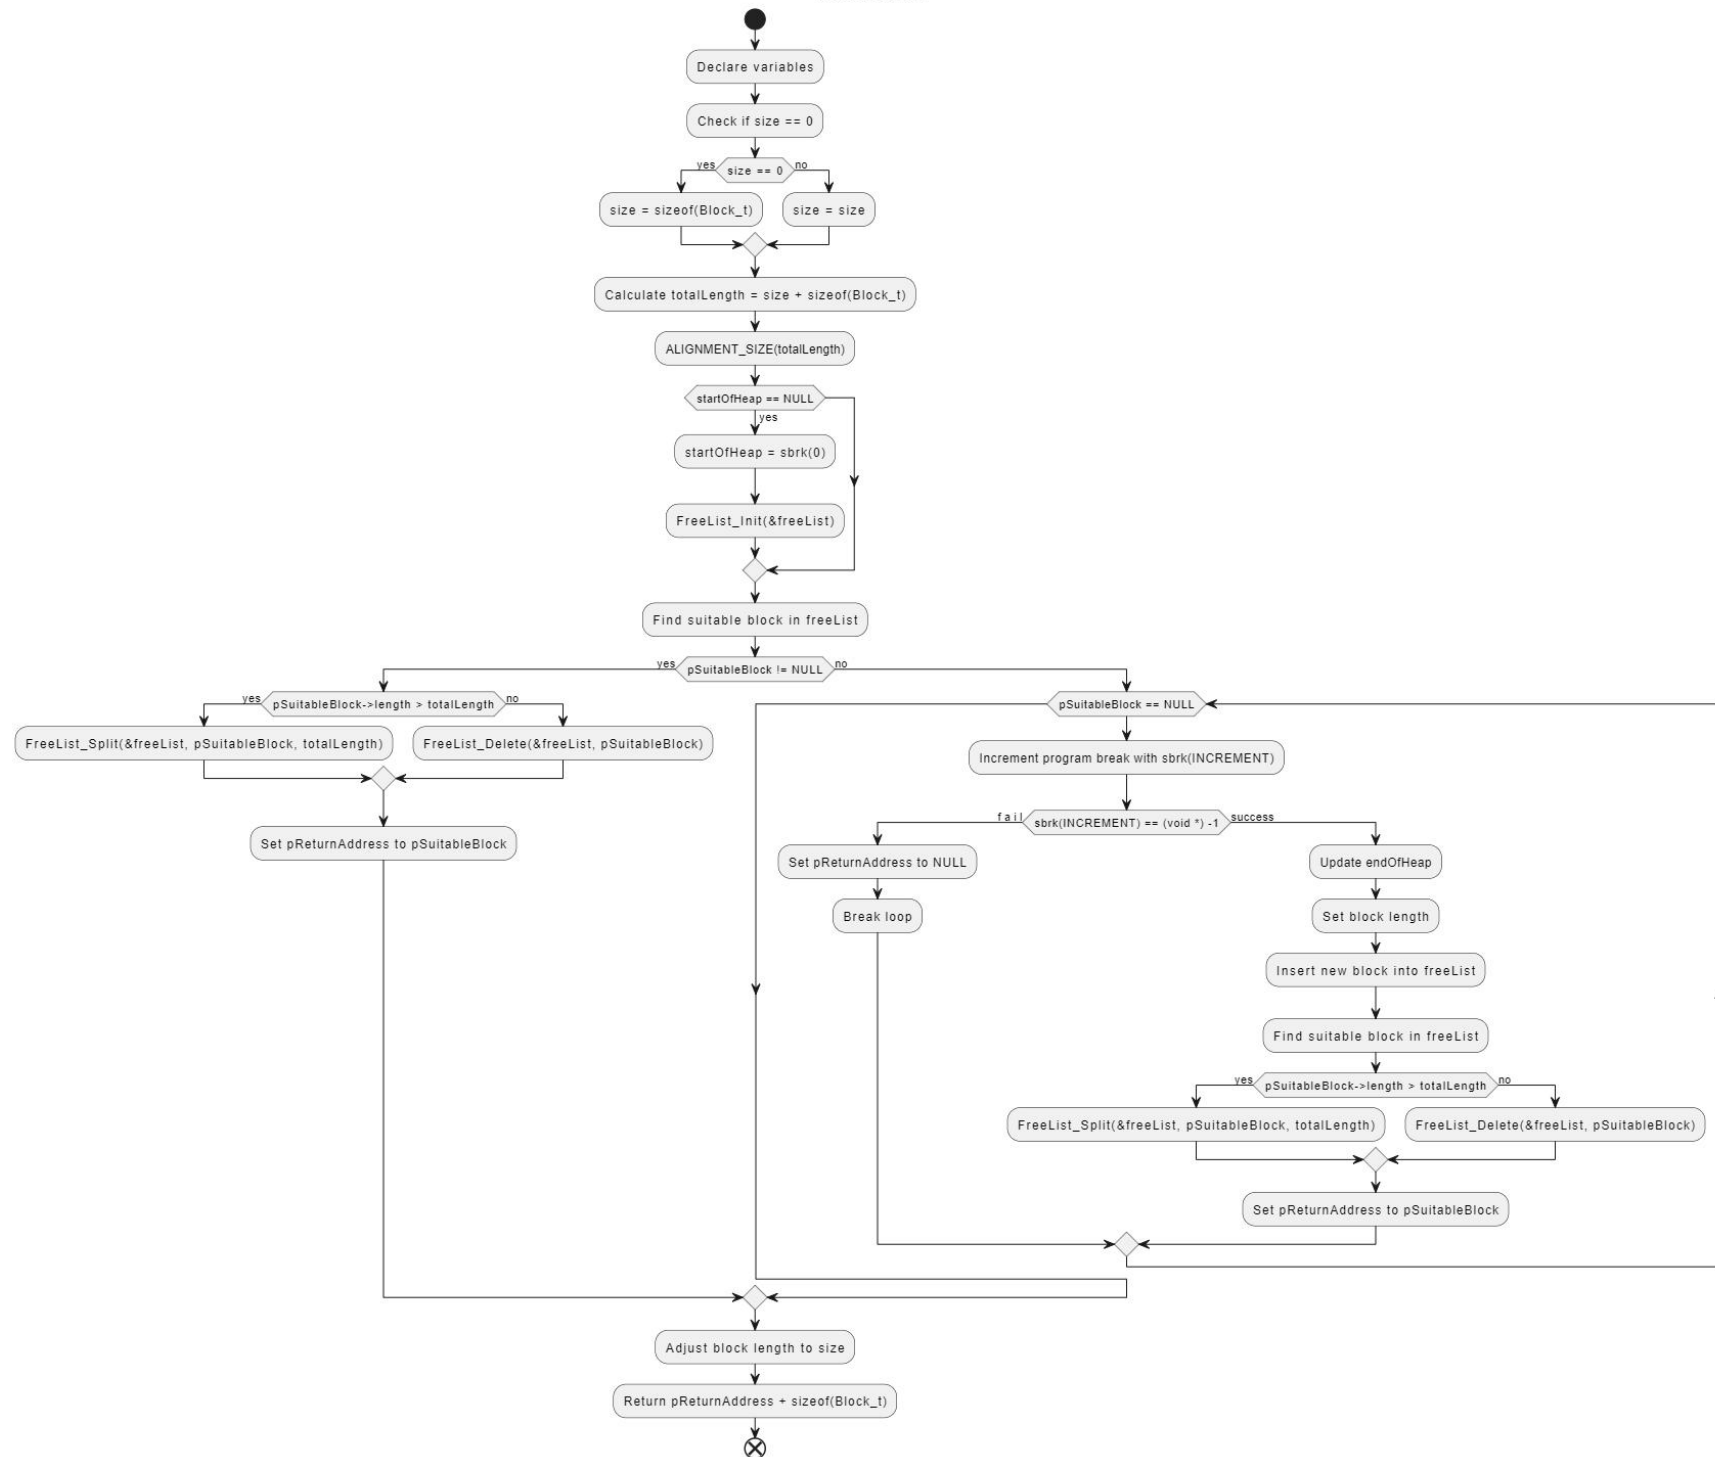 Declare variables
Check if size == 0
yes
size == 0
no
size = sizeof(Block_t)
size = size
Calculate totalLength = size + sizeof(Block_t)
ALIGNMENT_SIZE(totalLength)
startOfHeap == NULL
yes
startOfHeap = sbrk(0)
FreeList_Init(&freeList)
Find suitable block in freeList
yes
pSuitableBlock != NULL
no
yes
pSuitableBlock->length > totalLength
no
FreeList_Split(&freeList, pSuitableBlock, totalLength)
FreeList_Delete(&freeList, pSuitableBlock)
Set pReturnAddress to pSuitableBlock
pSuitableBlock == NULL
Increment program break with sbrk(INCREMENT)
fail
sbrk(INCREMENT) == (void *) -1
success
Set pReturnAddress to NULL
Break loop
Update endOfHeap
Set block length
Insert new block into freeList
Find suitable block in freeList
yes
pSuitableBlock->length > totalLength
no
FreeList_Split(&freeList, pSuitableBlock, totalLength)
FreeList_Delete(&freeList, pSuitableBlock)
Set pReturnAddress to pSuitableBlock
Adjust block length to size
Return pReturnAddress + sizeof(Block_t)